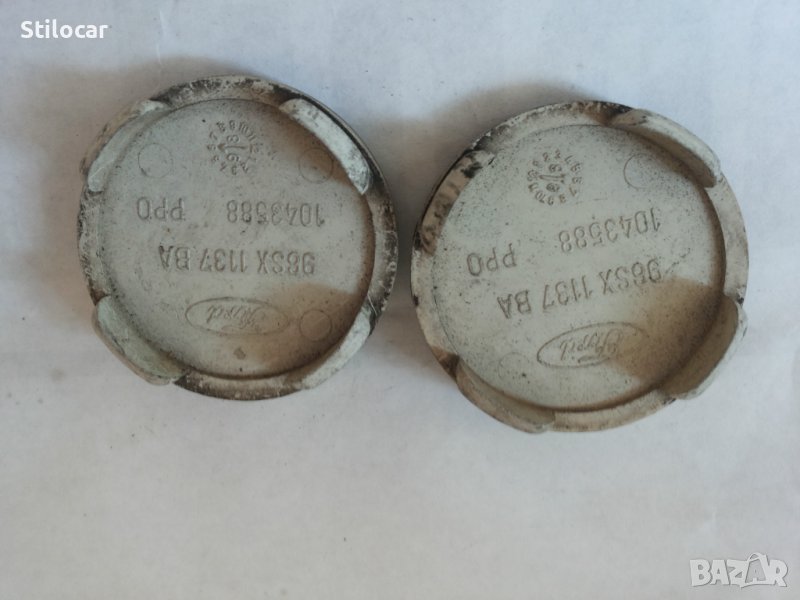 Stilocar
Ford
98SX 1137 BA
1043588 PPO
Ford
98SX 1137 BA
1043588 PPO
BAZAR